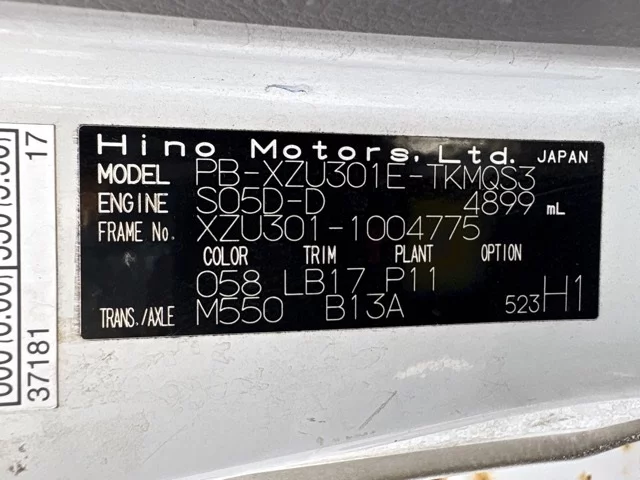 Hino Motors, Ltd. JAPAN
MODEL PB-XZU301E-TKMQS3
ENGINE S05D-D 4899 mL
FRAME No. XZU301-1004775
COLOR TRIM PLANT OPTION
058 LB17 P11
TRANS./AXLE M550 B13A 523 H1
17
37181